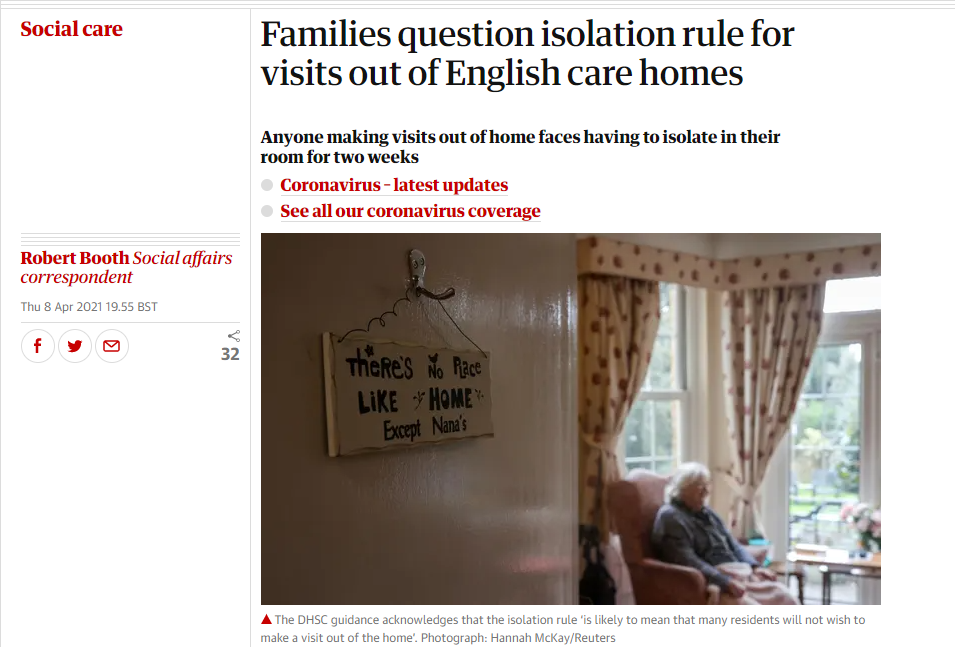 Social care
Families question isolation rule for
visits out of English care homes
Anyone making visits out of home faces having to isolate in their
room for two weeks
Coronavirus – latest updates
See all our coronavirus coverage
Robert Booth Social affairs
correspondent
Thu 8 Apr 2021 19.55 BST
32
THERE'S No Place
LIKE HOME
Except Nana's
The DHSC guidance acknowledges that the isolation rule ‘is likely to mean that many residents will not wish to
make a visit out of the home’. Photograph: Hannah McKay/Reuters